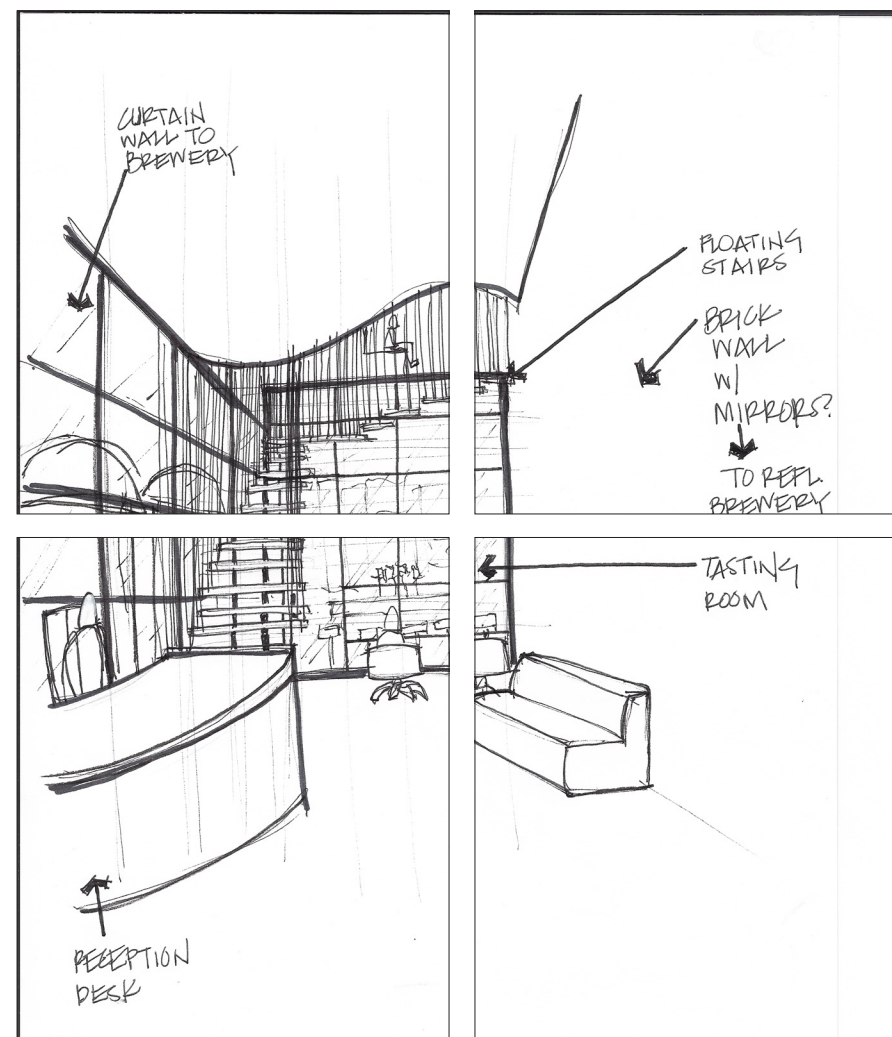 CURTAIN
WALL TO
BREWERY
FLOATING
STAIRS
BRICK
WALL
W/
MIRRORS?
TO REFL.
BREWERY
TASTING
ROOM
RECEPTION
DESK